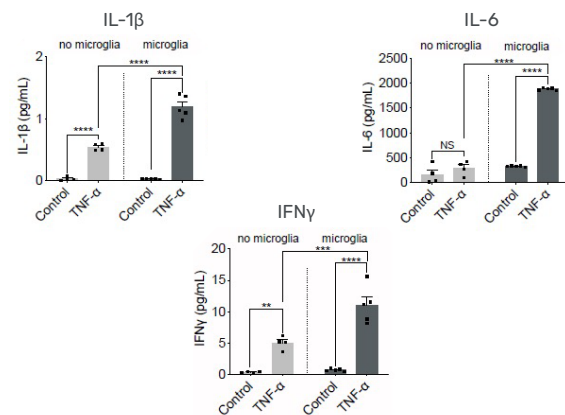 IL-1β
no microglia microglia
****
****
****
IL-1β (pg/mL)
2
1
0
Control
TNF-α
Control
TNF-α
IL-6
no microglia microglia
****
****
NS
IL-6 (pg/mL)
2500
2000
1500
1000
500
0
Control
TNF-α
Control
TNF-α
IFNγ
no microglia microglia
***
****
**
IFNγ (pg/mL)
25
20
15
10
5
0
Control
TNF-α
Control
TNF-α